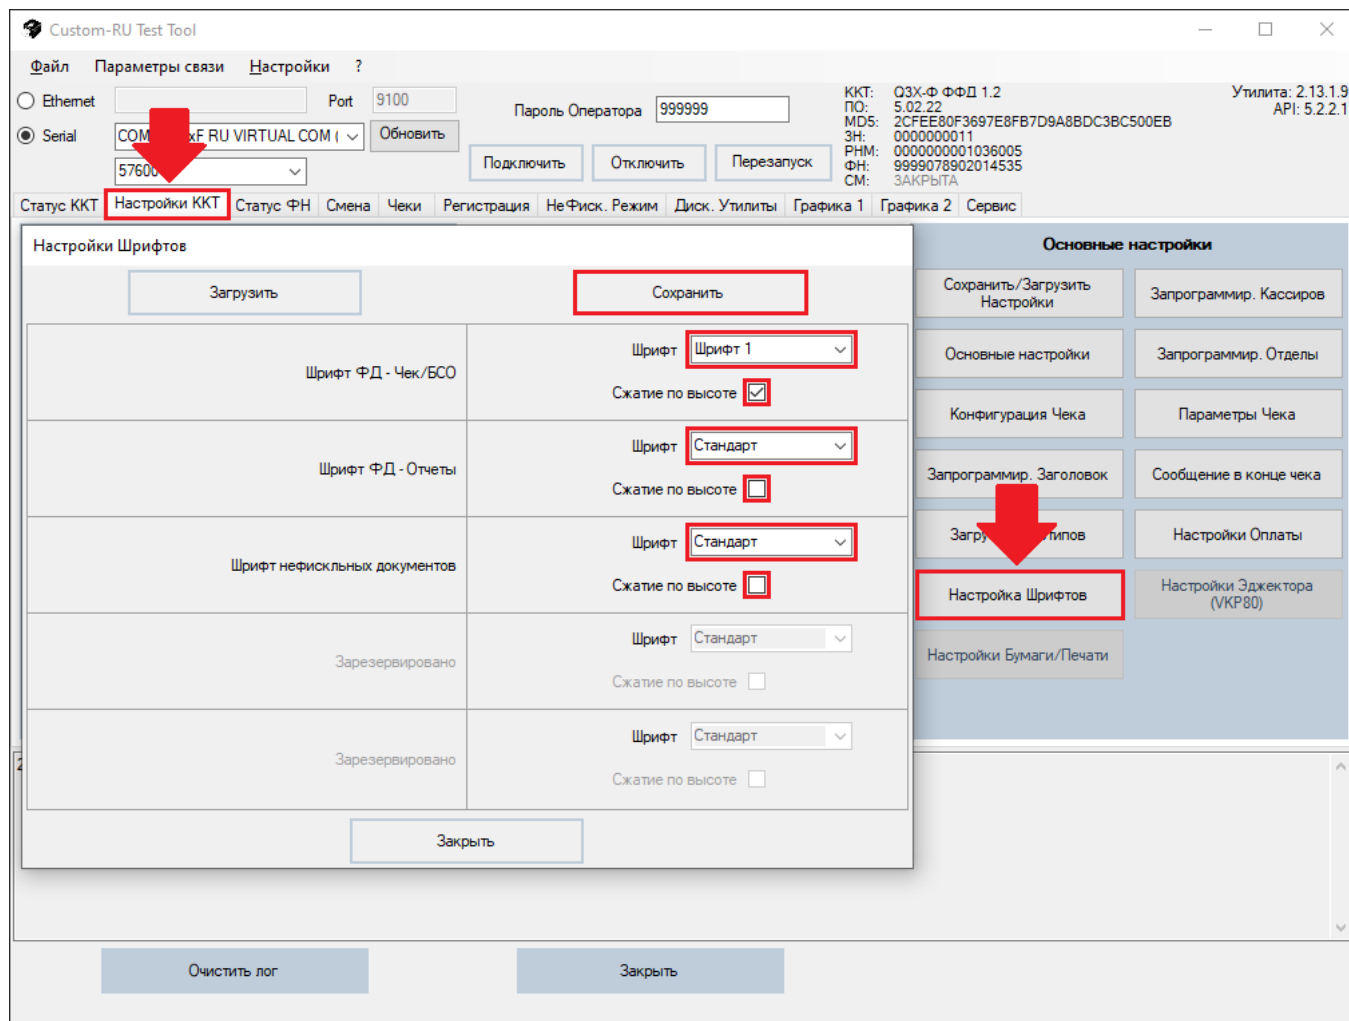 Custom-RU Test Tool
Файл Параметры связи Настройки ?
Ethernet Port 9100
Serial RU VIRTUAL COM ( Обновить
57600
Пароль Оператора 999999
Подключить Отключить Перезапуск
ККТ: Q3X-Ф ФФД 1.2
ПО: 5.02.22
MD5: 2CFEE80F3697E8FB7D9A8BDC3BC500EB
ЗН: 0000000011
РНМ: 0000000001036005
ФН: 9999078902014535
СМ: ЗАКРЫТА
Утилита: 2.13.1.9
API: 5.2.2.1
Статус ККТ Настройки ККТ Статус ФН Смена Чеки Регистрация НеФиск. Режим Диск. Утилиты Графика 1 Графика 2 Сервис
Настройки Шрифтов
Загрузить Сохранить
Шрифт ФД - Чек/БСО
Шрифт Шрифт 1
Сжатие по высоте
Шрифт ФД - Отчеты
Шрифт Стандарт
Сжатие по высоте
Шрифт нефискльных документов
Шрифт Стандарт
Сжатие по высоте
Зарезервировано
Шрифт Стандарт
Сжатие по высоте
Зарезервировано
Шрифт Стандарт
Сжатие по высоте
Закрыть
Основные настройки
Сохранить/Загрузить
Настройки
Запрограммир. Кассиров
Основные настройки
Запрограммир. Отделы
Конфигурация Чека
Параметры Чека
Запрограммир. Заголовок
Сообщение в конце чека
Настройки Оплаты
Настройка Шрифтов
Настройки Эджектора
(VKP80)
Настройки Бумаги/Печати
Очистить лог Закрыть